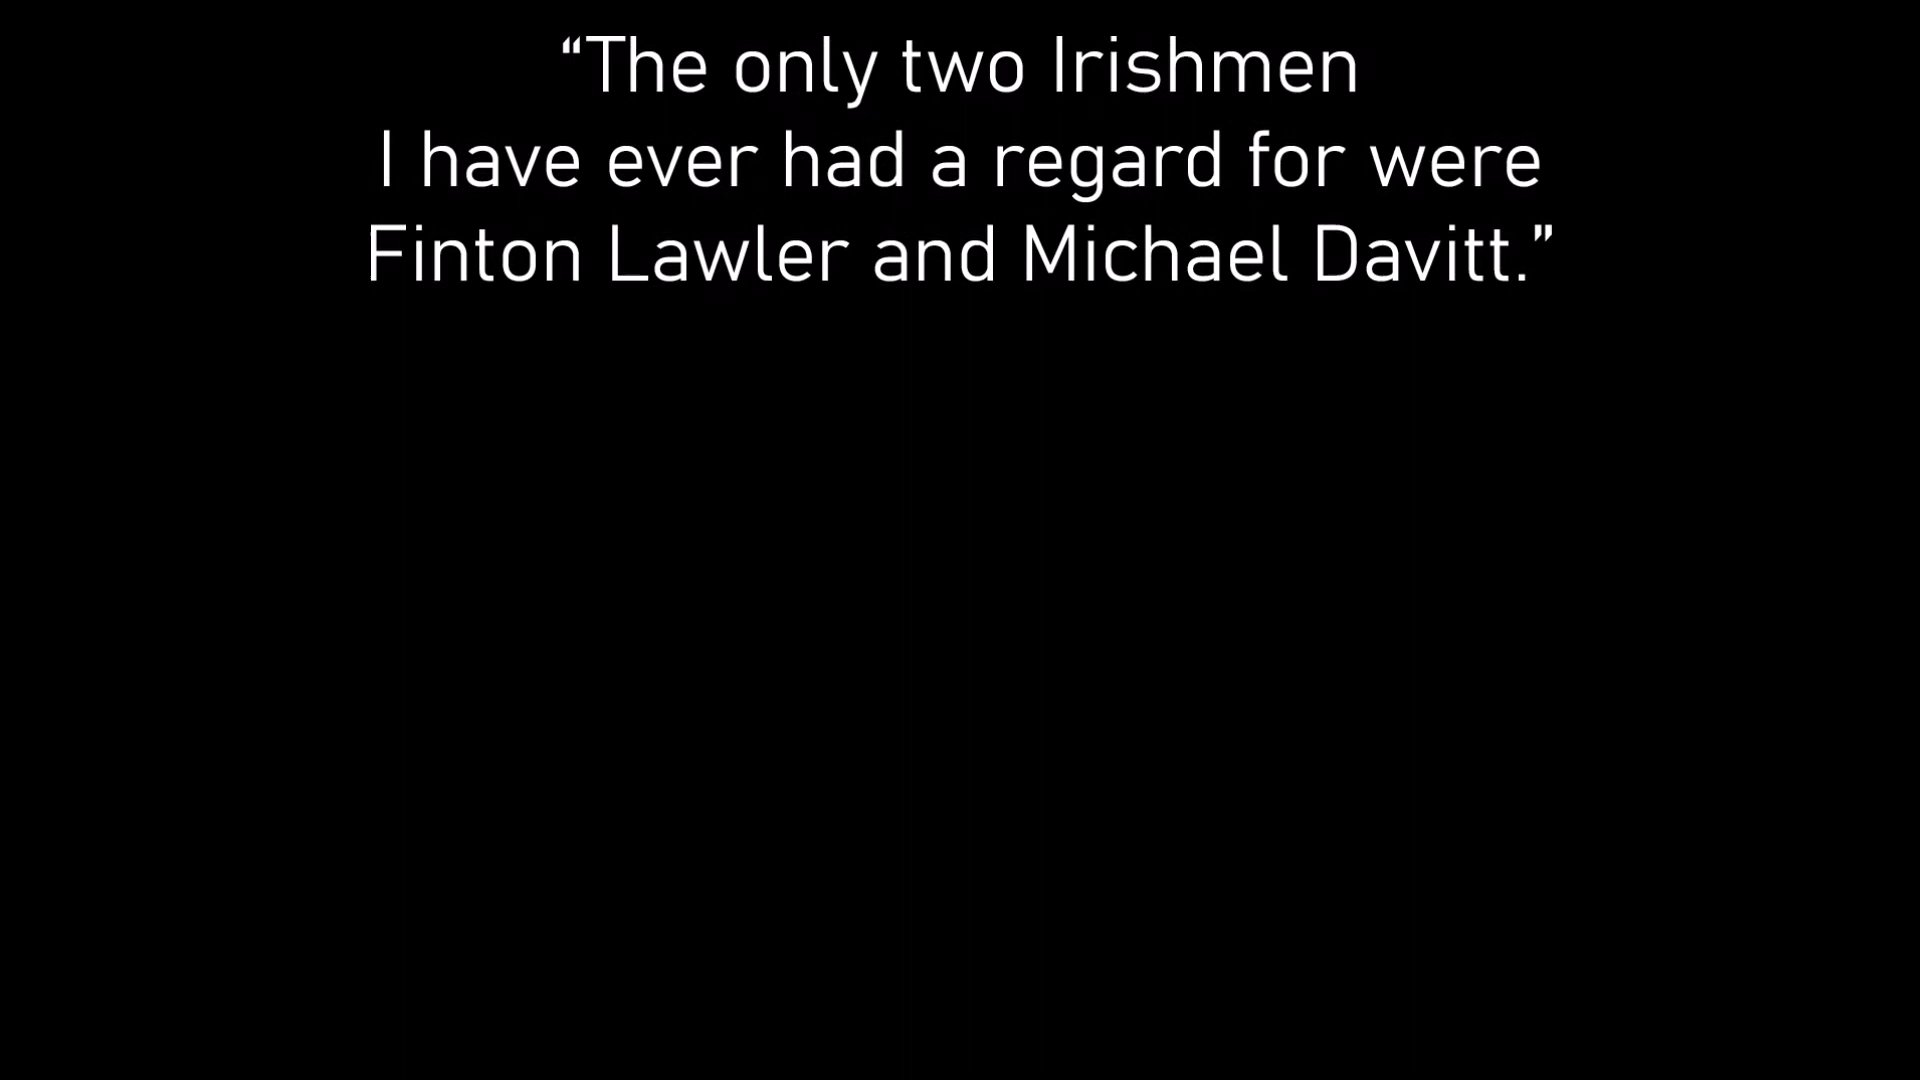 “The only two Irishmen
I have ever had a regard for were
Finton Lawler and Michael Davitt.”